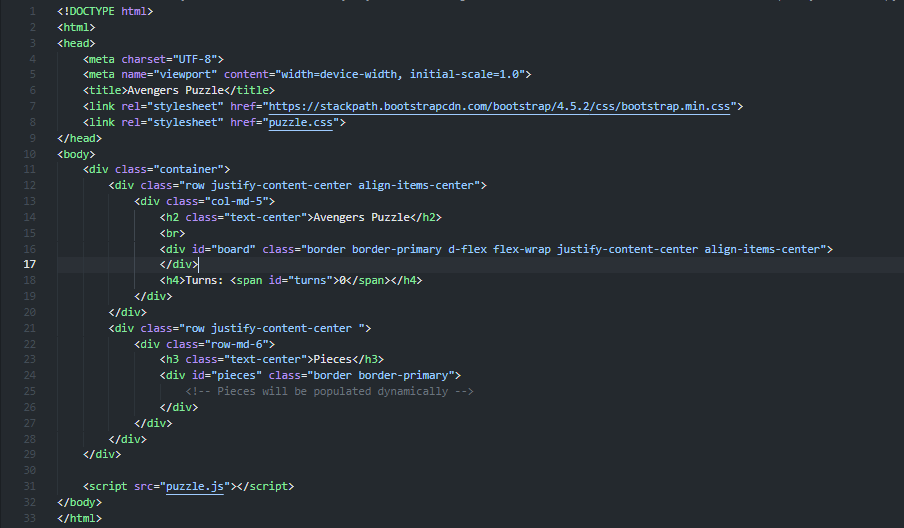 1 <!DOCTYPE html>
2 <html>
3 <head>
4     <meta charset="UTF-8">
5     <meta name="viewport" content="width=device-width, initial-scale=1.0">
6     <title>Avengers Puzzle</title>
7     <link rel="stylesheet" href="https://stackpath.bootstrapcdn.com/bootstrap/4.5.2/css/bootstrap.min.css">
8     <link rel="stylesheet" href="puzzle.css">
9 </head>
10 <body>
11     <div class="container">
12         <div class="row justify-content-center align-items-center">
13             <div class="col-md-5">
14                 <h2 class="text-center">Avengers Puzzle</h2>
15                 <br>
16                 <div id="board" class="border border-primary d-flex flex-wrap justify-content-center align-items-center">
17                 </div>
18                 <h4>Turns: <span id="turns">0</span></h4>
19             </div>
20         </div>
21         <div class="row justify-content-center ">
22             <div class="row-md-6">
23                 <h3 class="text-center">Pieces</h3>
24                 <div id="pieces" class="border border-primary">
25                     <!-- Pieces will be populated dynamically -->
26                 </div>
27             </div>
28         </div>
29     </div>
30
31     <script src="puzzle.js"></script>
32 </body>
33 </html>